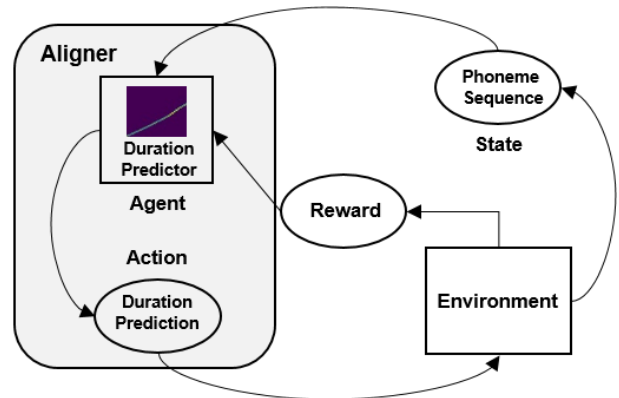 Aligner
Duration
Predictor
Agent
Action
Duration
Prediction
Phoneme
Sequence
State
Reward
Environment